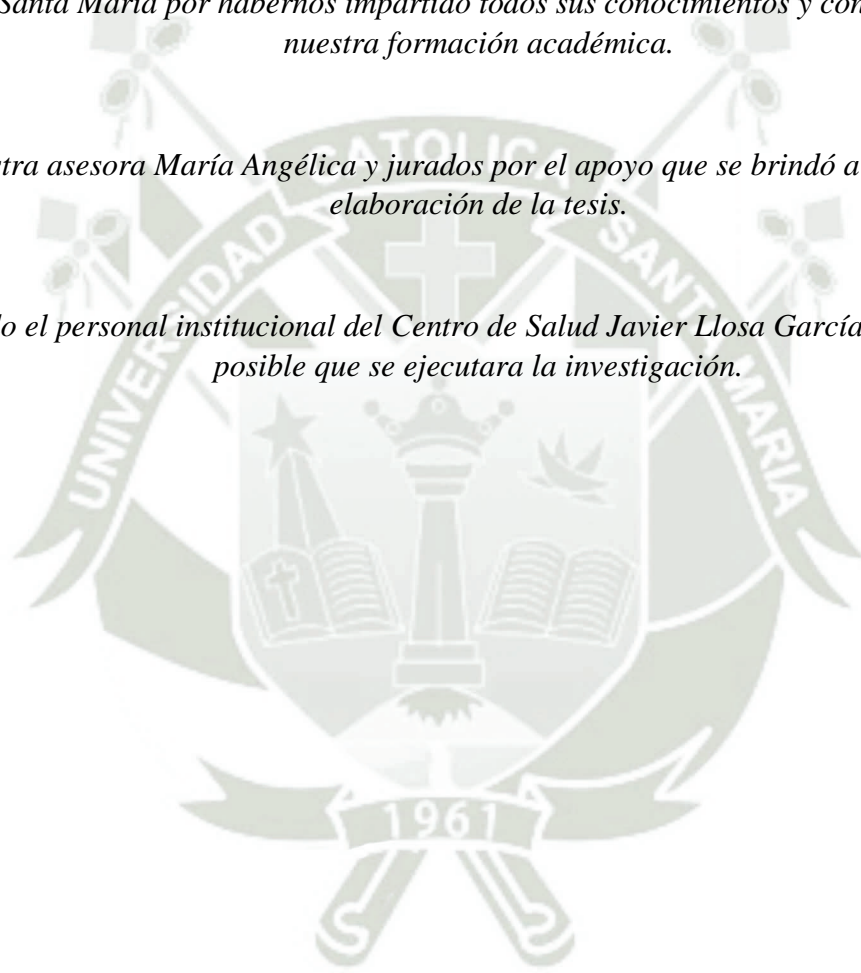 Santa María por habernos impartido todos sus conocimientos y
nuestra formación académica.
asesora María Angélica y jurados por el apoyo que se brindó a
elaboración de la tesis.
el personal institucional del Centro de Salud Javier Llosa García
posible que se ejecutara la investigación.
UNIVERSIDAD CATOLICA SANTA MARIA
1961